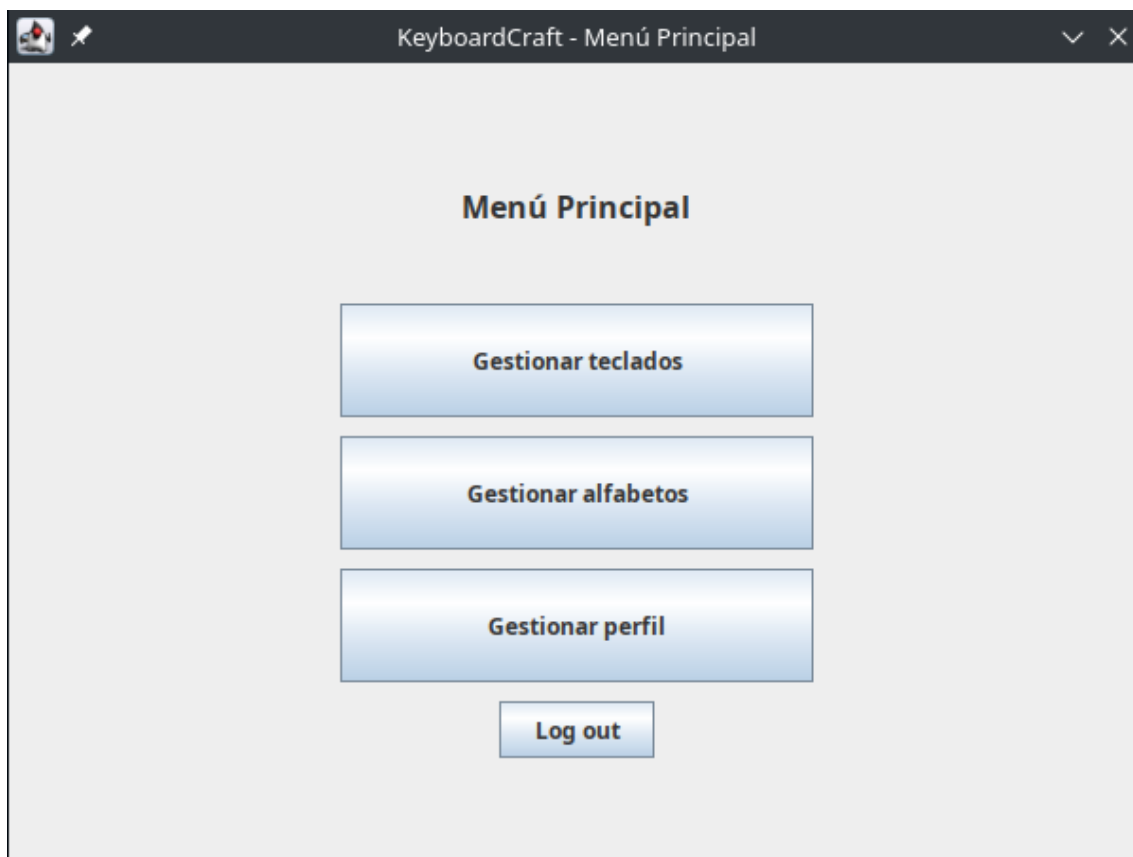 KeyboardCraft - Menú Principal
Menú Principal
Gestionar teclados
Gestionar alfabetos
Gestionar perfil
Log out